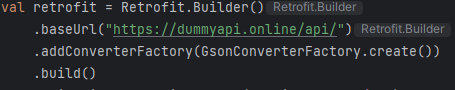 val retrofit = Retrofit.Builder() Retrofit.Builder
.baseUrl("https://dummyapi.online/api/") Retrofit.Builder
.addConverterFactory(GsonConverterFactory.create())
.build()